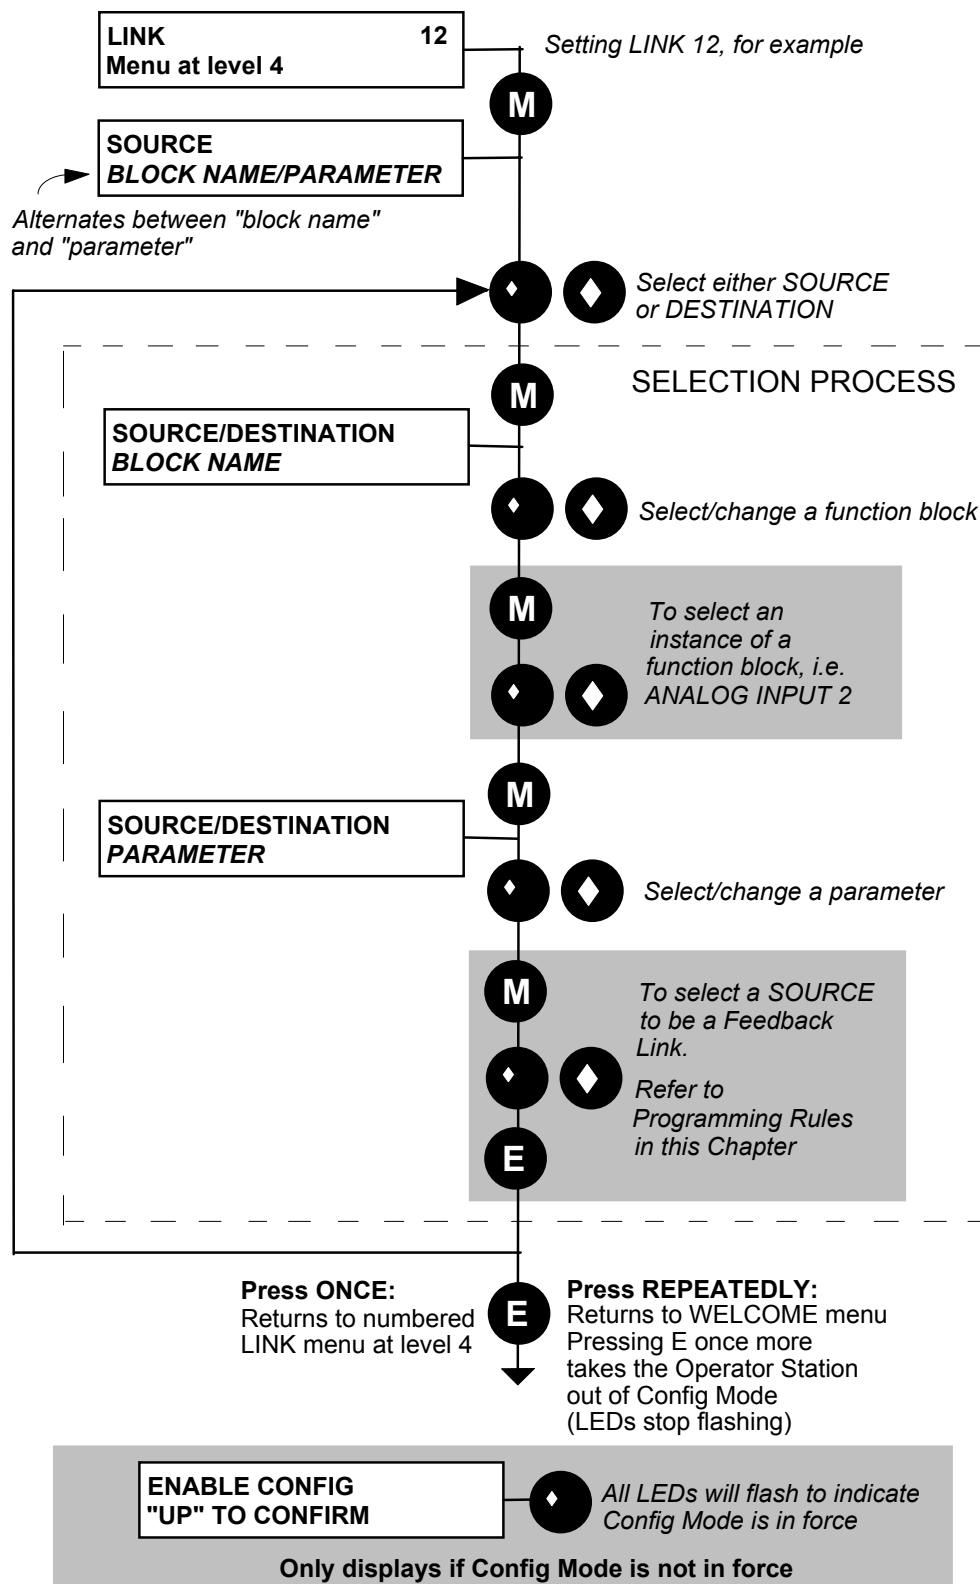 LINK 12
Menu at level 4
Setting LINK 12, for example
M
SOURCE
BLOCK NAME/PARAMETER
Alternates between "block name"
and "parameter"
Select either SOURCE
or DESTINATION
SELECTION PROCESS
M
SOURCE/DESTINATION
BLOCK NAME
Select/change a function block
M
To select an
instance of a
function block, i.e.
ANALOG INPUT 2
M
SOURCE/DESTINATION
PARAMETER
Select/change a parameter
M
To select a SOURCE
to be a Feedback
Link.
Refer to
Programming Rules
in this Chapter
E
Press ONCE:
Returns to numbered
LINK menu at level 4
E
Press REPEATEDLY:
Returns to WELCOME menu
Pressing E once more
takes the Operator Station
out of Config Mode
(LEDs stop flashing)
ENABLE CONFIG
"UP" TO CONFIRM
All LEDs will flash to indicate
Config Mode is in force
Only displays if Config Mode is not in force